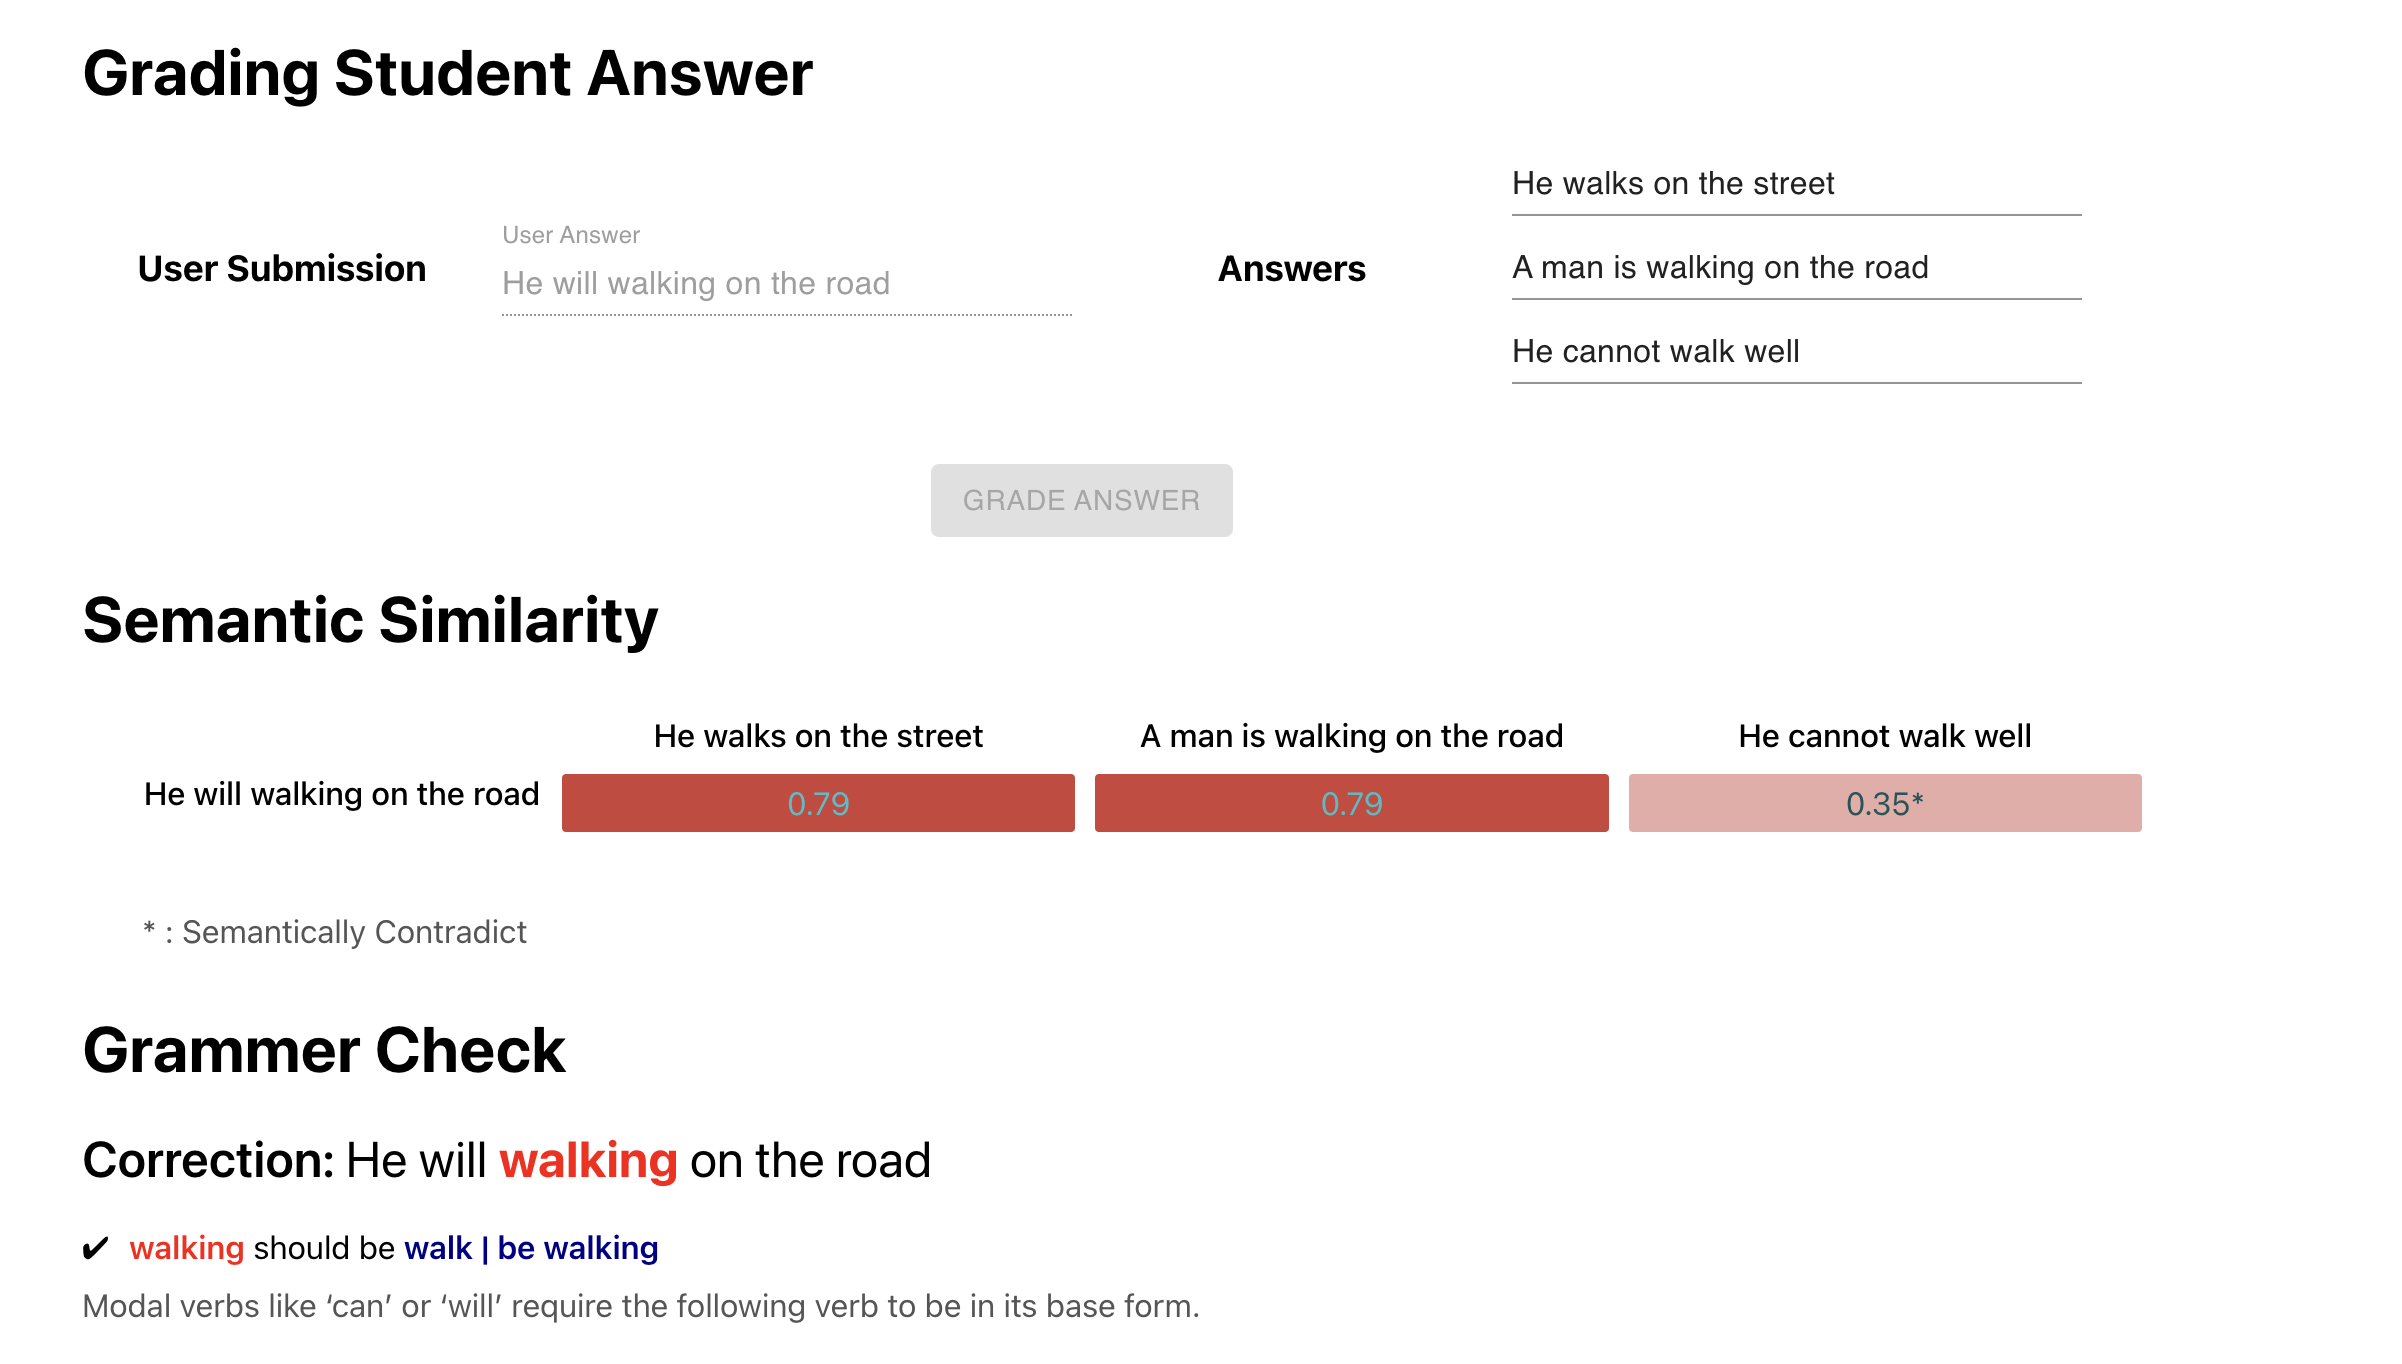 Grading Student Answer
User Submission
User Answer
He will walking on the road
Answers
He walks on the street
A man is walking on the road
He cannot walk well
GRADE ANSWER
Semantic Similarity
He walks on the street
A man is walking on the road
He cannot walk well
He will walking on the road
0.79
0.79
0.35*
* : Semantically Contradict
Grammer Check
Correction: He will walking on the road
✔ walking should be walk | be walking
Modal verbs like ‘can’ or ‘will’ require the following verb to be in its base form.